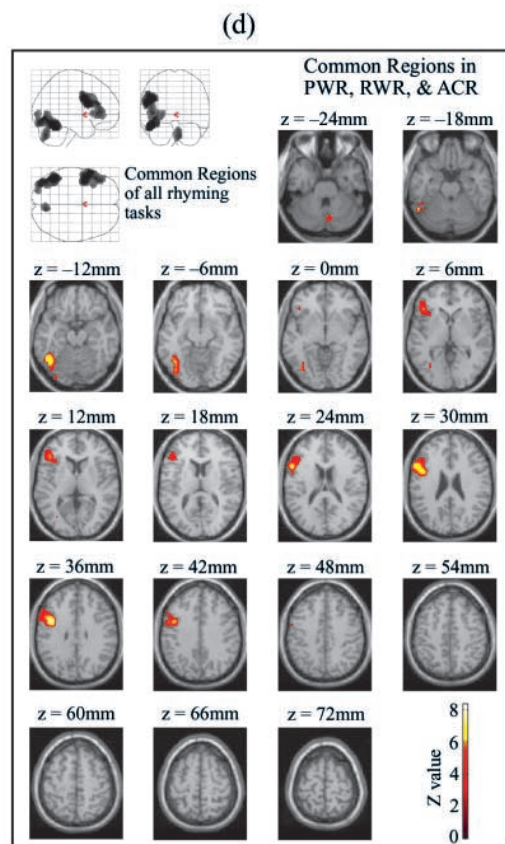 (d)
Common Regions in
PWR, RWR, & ACR
z = –24mm
z = –18mm
Common Regions
of all rhyming
tasks
z = –12mm
z = –6mm
z = 0mm
z = 6mm
z = 12mm
z = 18mm
z = 24mm
z = 30mm
z = 36mm
z = 42mm
z = 48mm
z = 54mm
z = 60mm
z = 66mm
z = 72mm
8
6
4
2
0
Z value